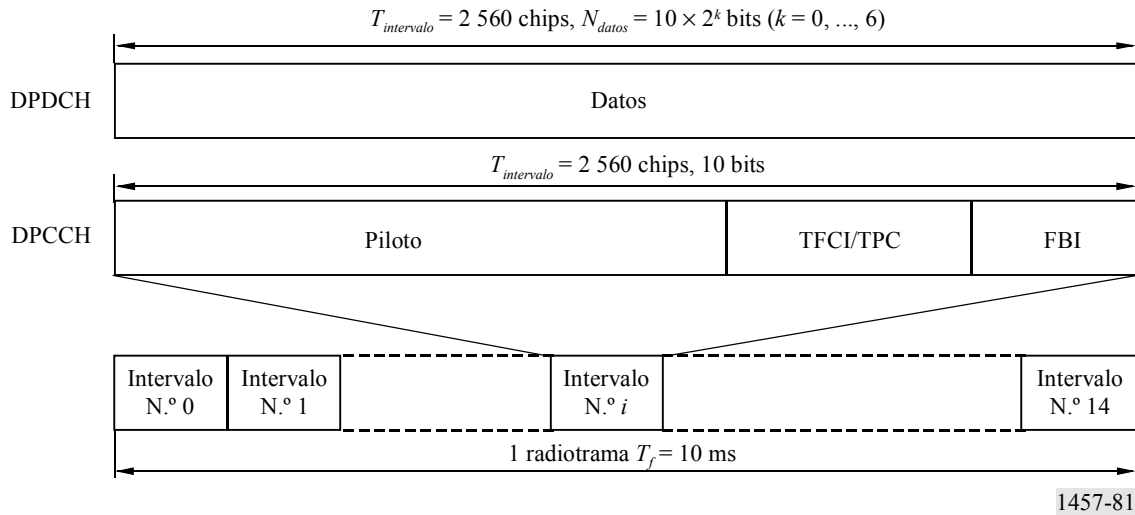 T_intervalo = 2 560 chips, N_datos = 10 × 2^k bits (k = 0, ..., 6)
DPDCH
Datos
T_intervalo = 2 560 chips, 10 bits
DPCCH
Piloto
TFCI/TPC
FBI
Intervalo
N.º 0
Intervalo
N.º 1
Intervalo
N.º i
Intervalo
N.º 14
1 radiotrama T_f = 10 ms
1457-81